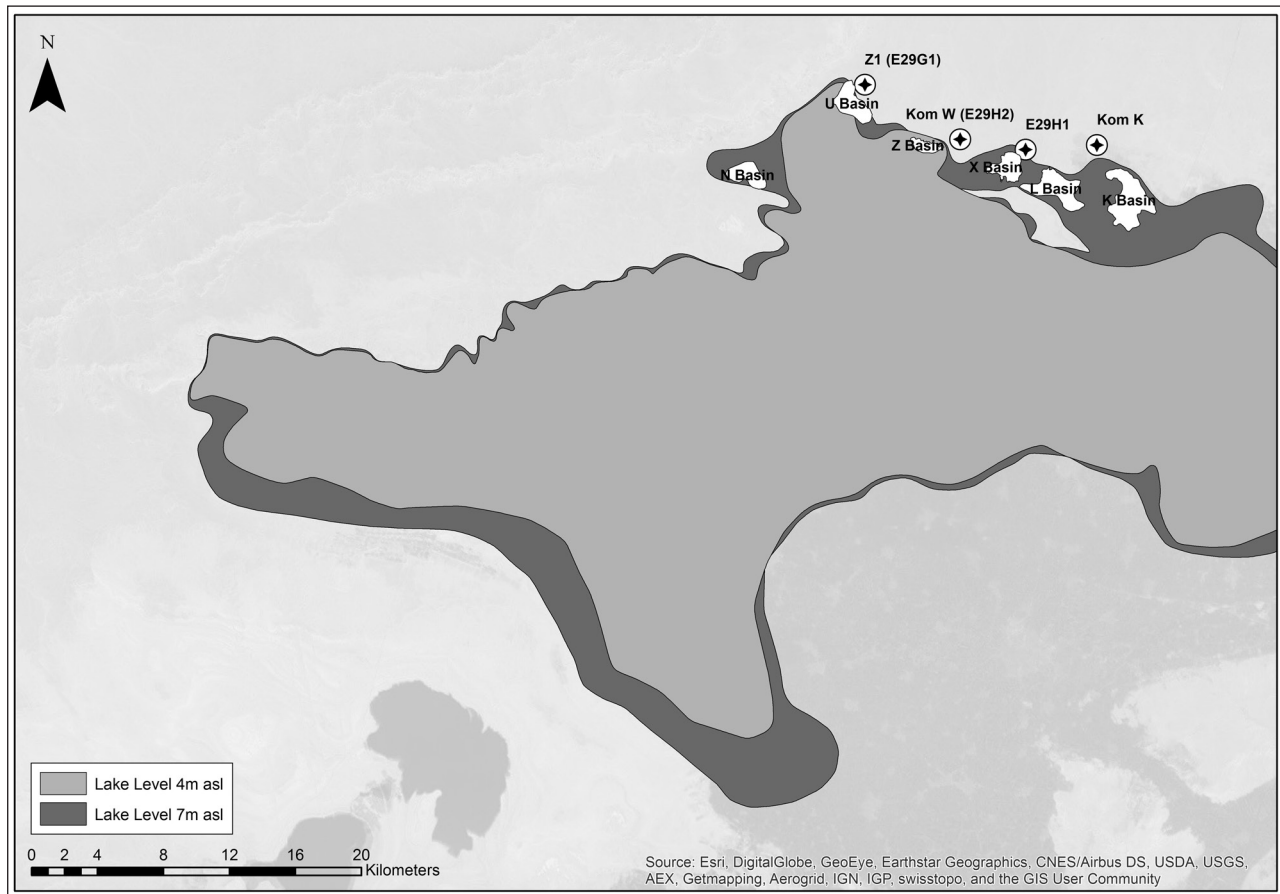 N
Z1 (E29G1)
U Basin
Kom W (E29H2)
E29H1
Kom K
Z Basin
X Basin
N Basin
L Basin
K Basin
Lake Level 4m asl
Lake Level 7m asl
0 2 4 8 12 16 20
Kilometers
Source: Esri, DigitalGlobe, GeoEye, Earthstar Geographics, CNES/Airbus DS, USDA, USGS,
AEX, Getmapping, Aerogrid, IGN, IGP, swisstopo, and the GIS User Community